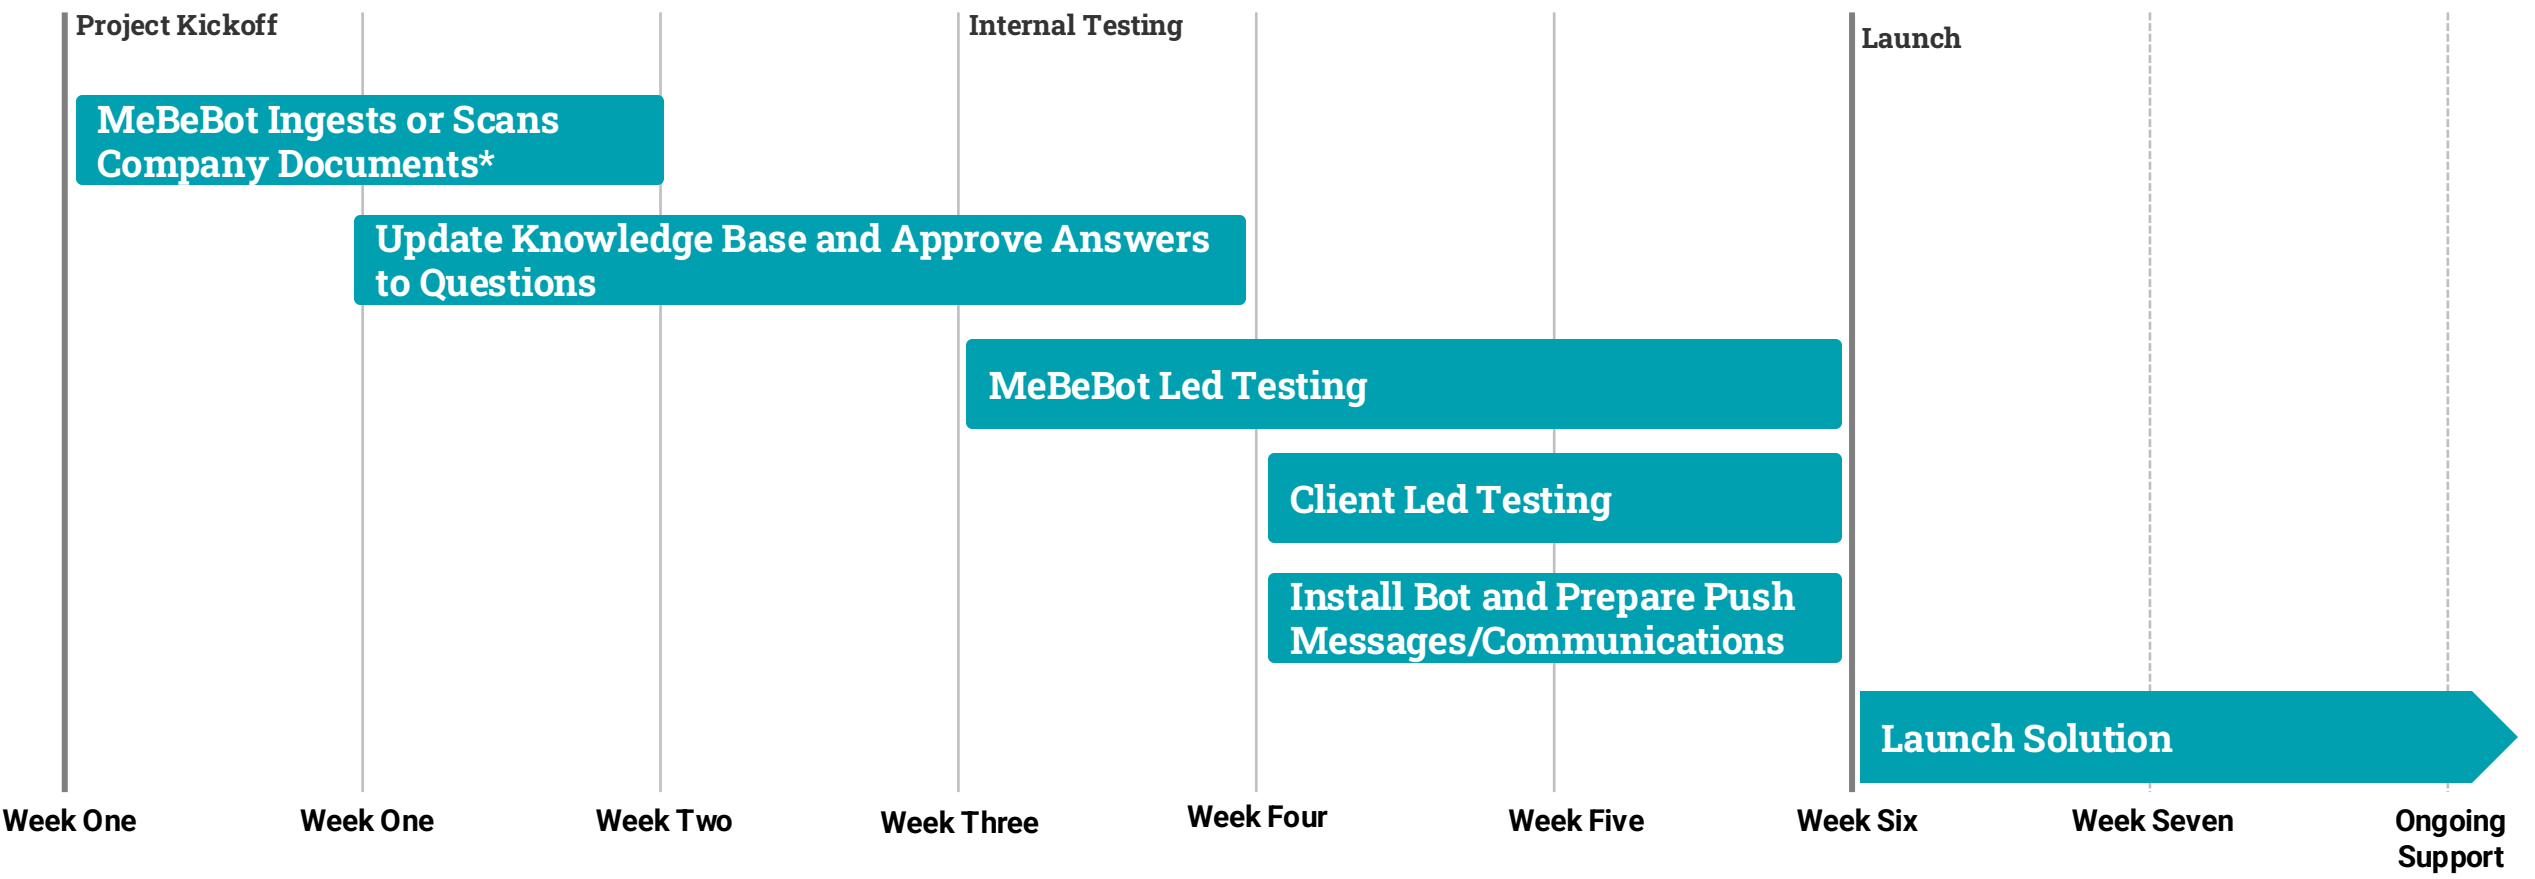 Project Kickoff
Internal Testing
Launch
MeBeBot Ingests or Scans
Company Documents*
Update Knowledge Base and Approve Answers
to Questions
MeBeBot Led Testing
Client Led Testing
Install Bot and Prepare Push
Messages/Communications
Launch Solution
Week One
Week One
Week Two
Week Three
Week Four
Week Five
Week Six
Week Seven
Ongoing
Support